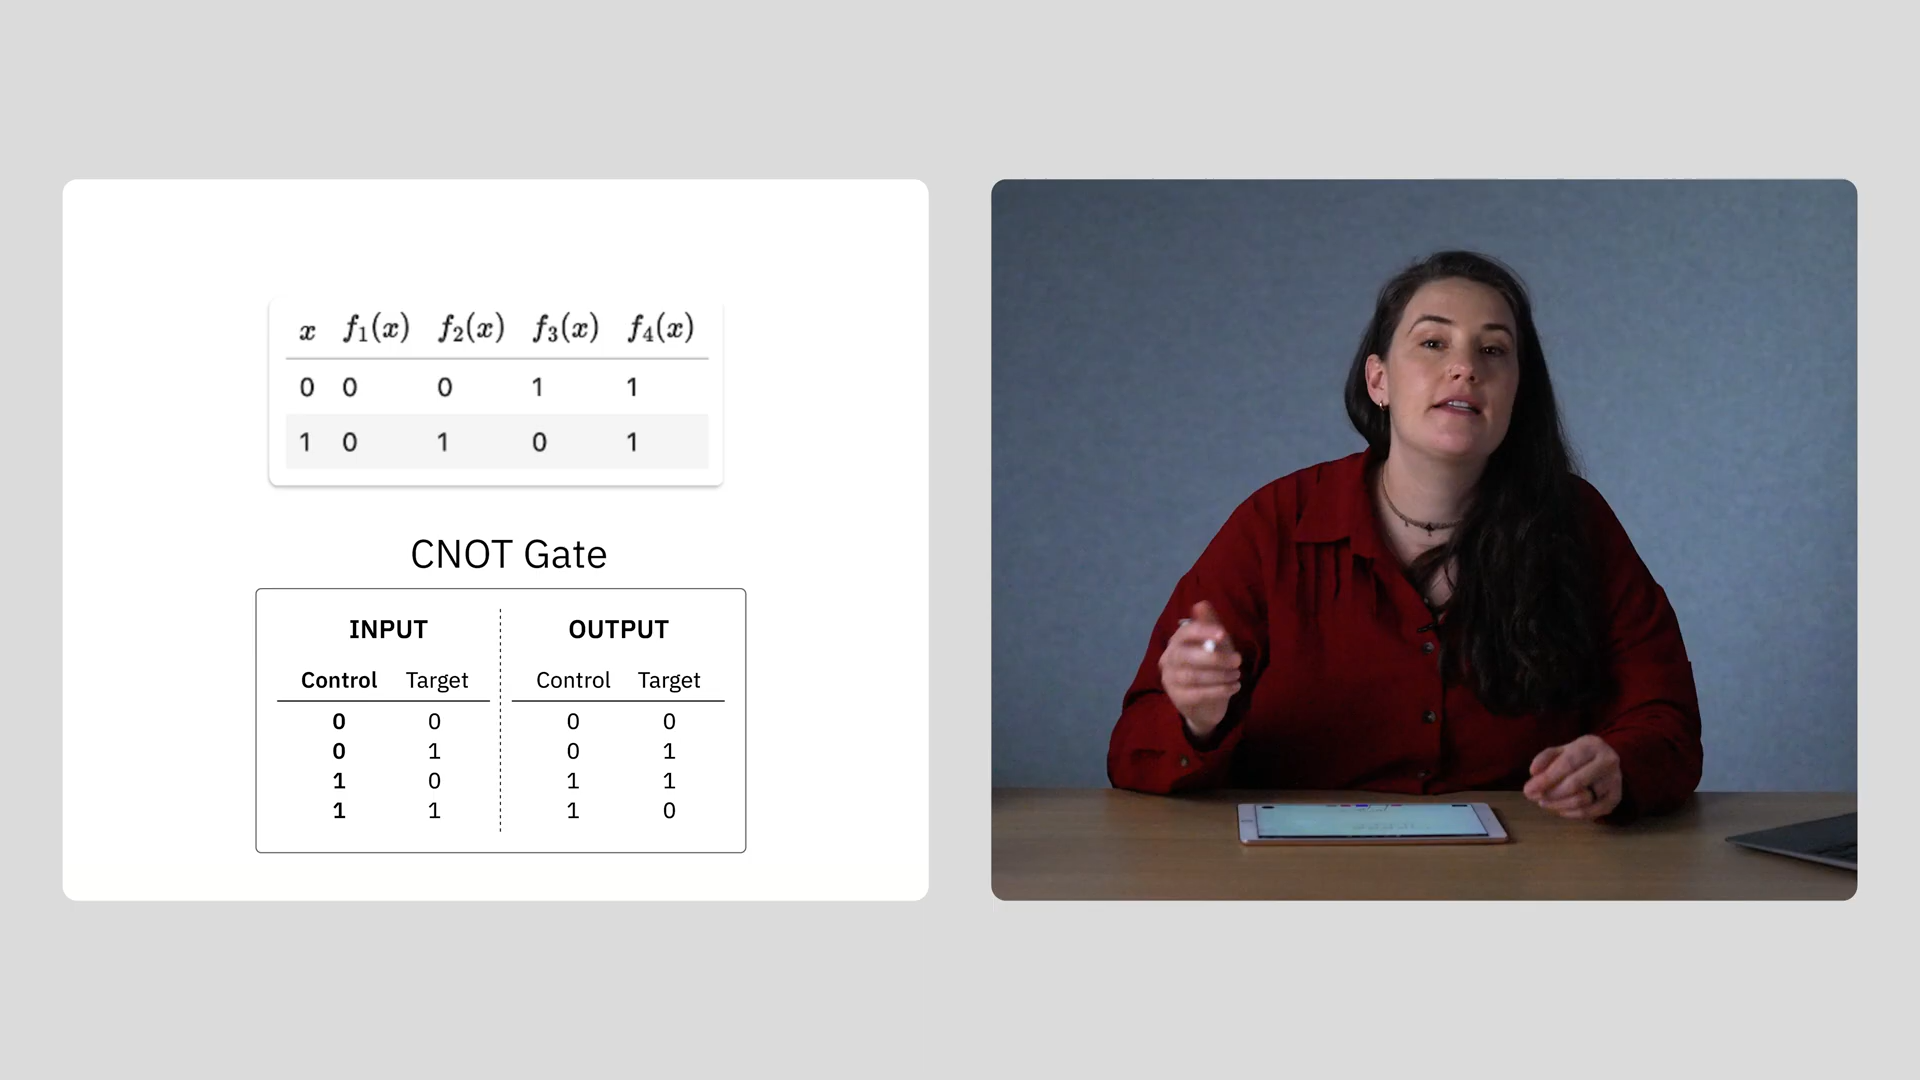 x f₁(x) f₂(x) f₃(x) f₄(x)
0 0 0 1 1
1 0 1 0 1
CNOT Gate
INPUT OUTPUT
Control Target Control Target
0 0 0 0
0 1 0 1
1 0 1 1
1 1 1 0